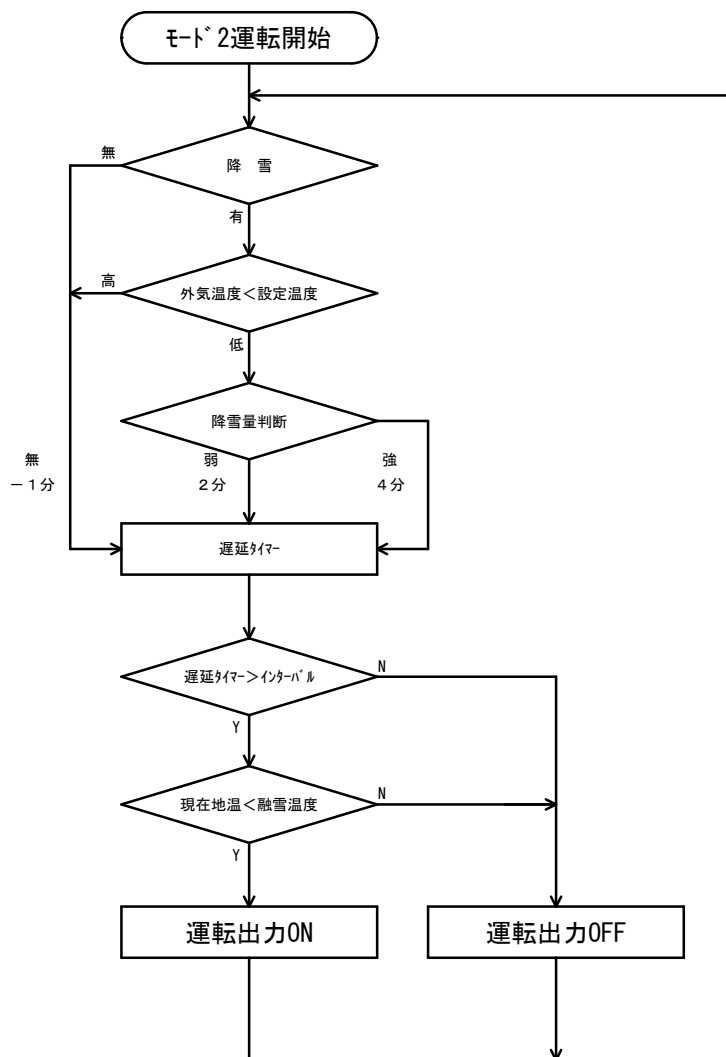 ﾓｰﾄﾞ2運転開始
無
降　雪
有
高
外気温度＜設定温度
低
降雪量判断
無
－１分
弱
２分
強
４分
遅延ﾀｲﾏｰ
遅延ﾀｲﾏｰ＞ｲﾝﾀｰﾊﾞﾙ
N
Y
現在地温＜融雪温度
N
Y
運転出力ON
運転出力OFF